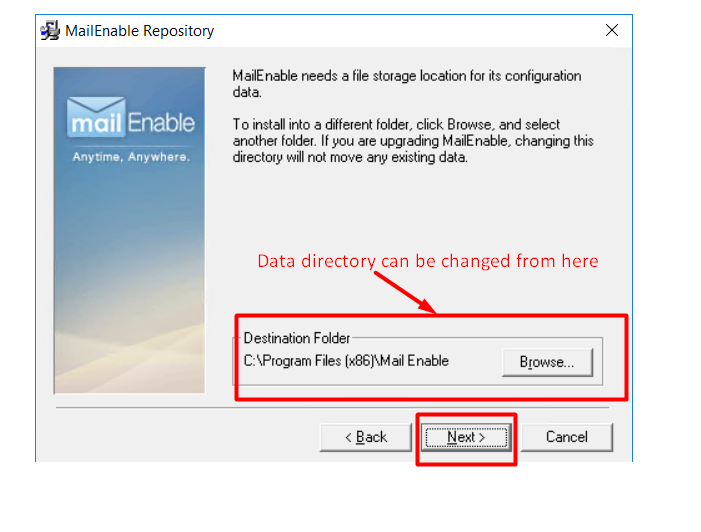 MailEnable Repository
MailEnable needs a file storage location for its configuration
data.
To install into a different folder, click Browse, and select
another folder. If you are upgrading MailEnable, changing this
directory will not move any existing data.
mail Enable
Anytime, Anywhere.
Data directory can be changed from here
Destination Folder
C:\Program Files (x86)\Mail Enable
Browse...
< Back
Next >
Cancel